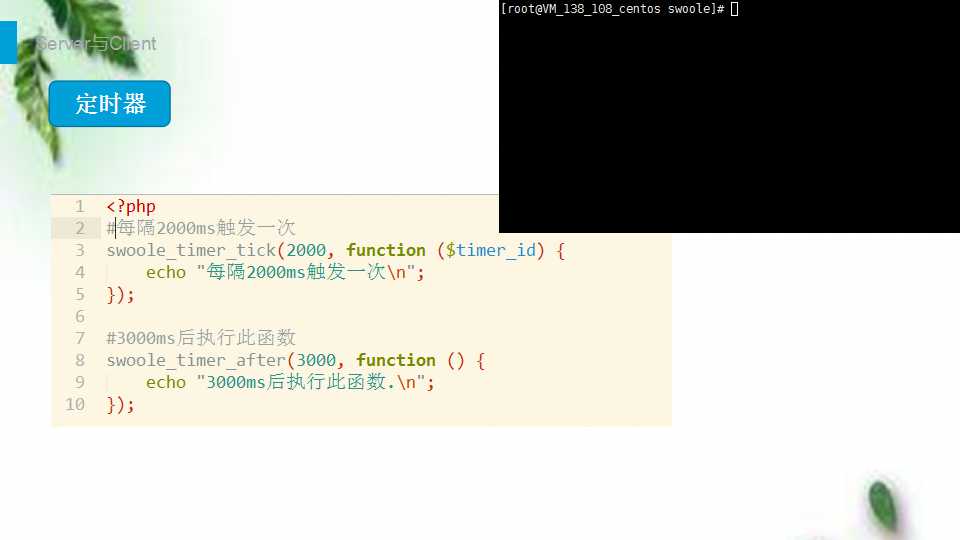 [root@VM_138_108_centos swoole]#
Server与Client
定时器
1 <?php
2 #每隔2000ms触发一次
3 swoole_timer_tick(2000, function ($timer_id) {
4     echo "每隔2000ms触发一次\n";
5 });
6
7 #3000ms后执行此函数
8 swoole_timer_after(3000, function () {
9     echo "3000ms后执行此函数.\n";
10 });